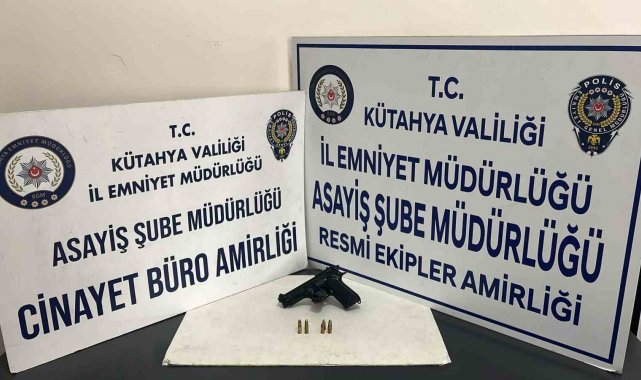 T.C.
KÜTAHYA VALİLİĞİ
İL EMNİYET MÜDÜRLÜĞÜ
ASAYİŞ ŞUBE MÜDÜRLÜĞÜ
CİNAYET BÜRO AMİRLİĞİ
POLİS
T.C.
KÜTAHYA VALİLİĞİ
İL EMNİYET MÜDÜRLÜĞÜ
ASAYİŞ ŞUBE MÜDÜRLÜĞÜ
RESMİ EKİPLER AMİRLİĞİ